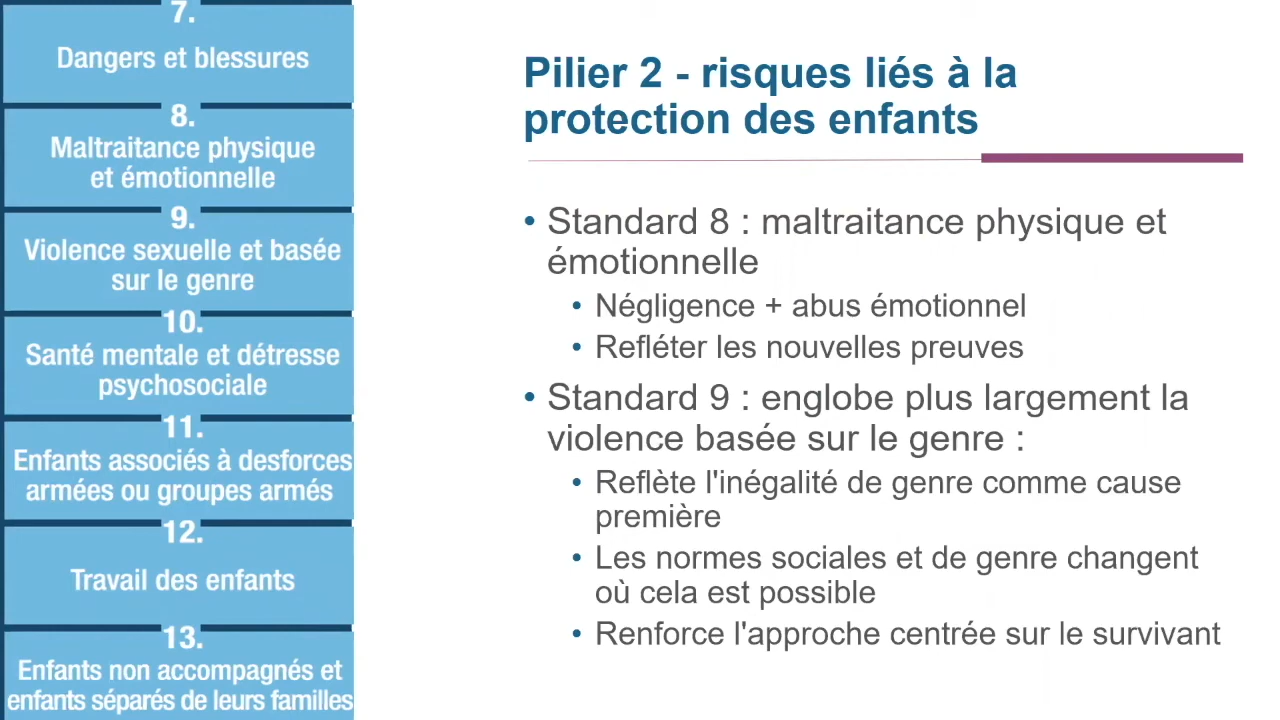 7.
Dangers et blessures
8.
Maltraitance physique
et émotionnelle
9.
Violence sexuelle et basée
sur le genre
10.
Santé mentale et détresse
psychosociale
11.
Enfants associés à desforces
armées ou groupes armés
12.
Travail des enfants
13.
Enfants non accompagnés et
enfants séparés de leurs familles
Pilier 2 - risques liés à la
protection des enfants
• Standard 8 : maltraitance physique et
émotionnelle
• Négligence + abus émotionnel
• Refléter les nouvelles preuves
• Standard 9 : englobe plus largement la
violence basée sur le genre :
• Reflète l'inégalité de genre comme cause
première
• Les normes sociales et de genre changent
où cela est possible
• Renforce l'approche centrée sur le survivant